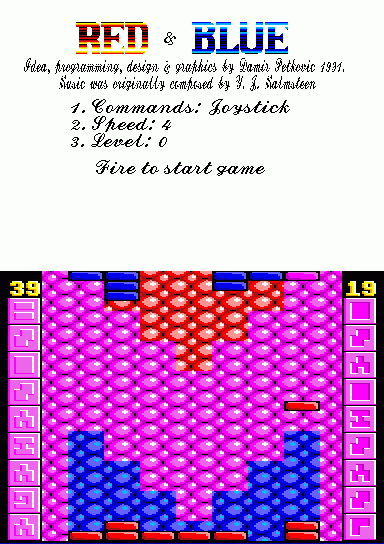 RED & BLUE
Idea, programming, design & graphics by Damir Petkovic 1991.
Music was originally composed by Y. J. Malmsteen
1. Commands: Joystick
2. Speed: 4
3. Level: 0
Fire to start game
39 19